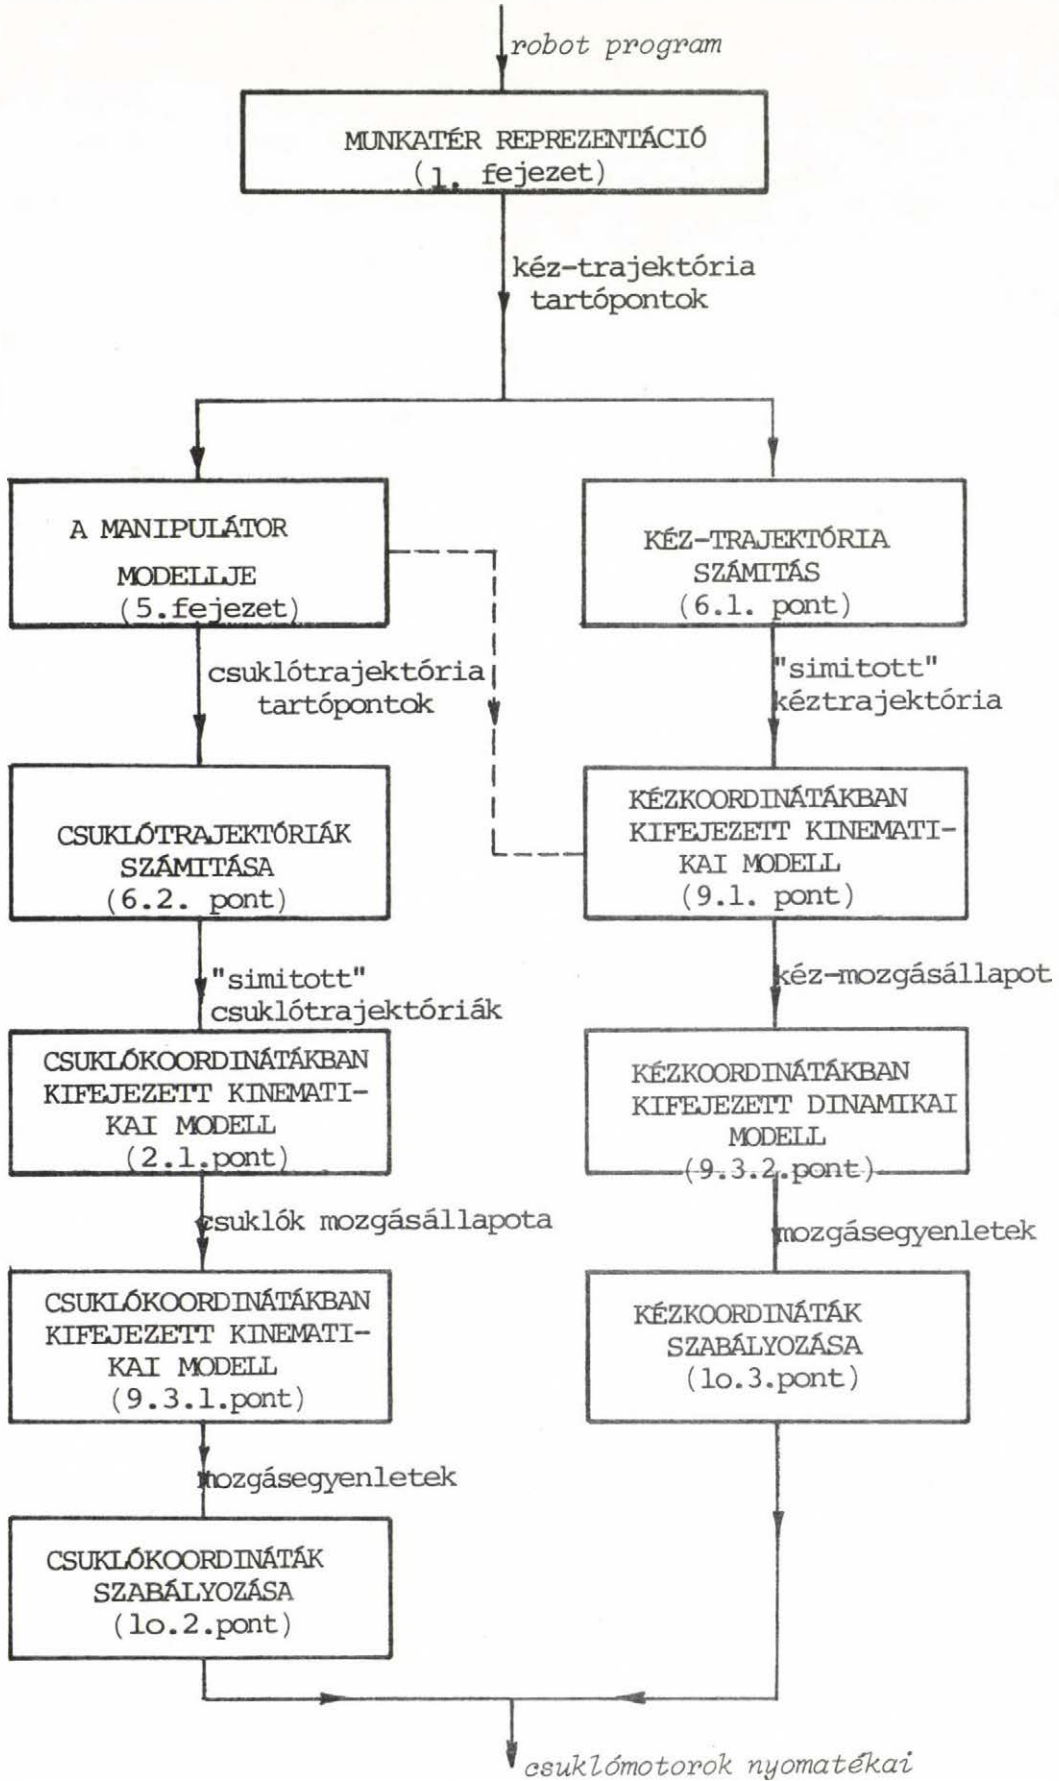 robot program
MUNKATÉR REPREZENTÁCIÓ
(1. fejezet)
kéz-trajektória
tartópontok
A MANIPULÁTOR
MODELLJE
(5.fejezet)
csuklótrajektória
tartópontok
CSUKLÓTRAJEKTÓRIÁK
SZÁMITÁSA
(6.2. pont)
"simitott"
csuklótrajektóriák
CSUKLÓKOORDINÁTÁKBAN
KIFEJEZETT KINEMATI-
KAI MODELL
(2.1.pont)
csuklók mozgásállapota
CSUKLÓKOORDINÁTÁKBAN
KIFEJEZETT KINEMATI-
KAI MODELL
(9.3.1.pont)
mozgásegyenletek
CSUKLÓKOORDINÁTÁK
SZABÁLYOZÁSA
(lo.2.pont)
KÉZ-TRAJEKTÓRIA
SZÁMITÁS
(6.1. pont)
"simitott"
kéztrajektória
KÉZKOORDINÁTÁKBAN
KIFEJEZETT KINEMATI-
KAI MODELL
(9.1. pont)
kéz-mozgásállapot
KÉZKOORDINÁTÁKBAN
KIFEJEZETT DINAMIKAI
MODELL
(9.3.2.pont)
mozgásegyenletek
KÉZKOORDINÁTÁK
SZABÁLYOZÁSA
(lo.3.pont)
csuklómotorok nyomatékai